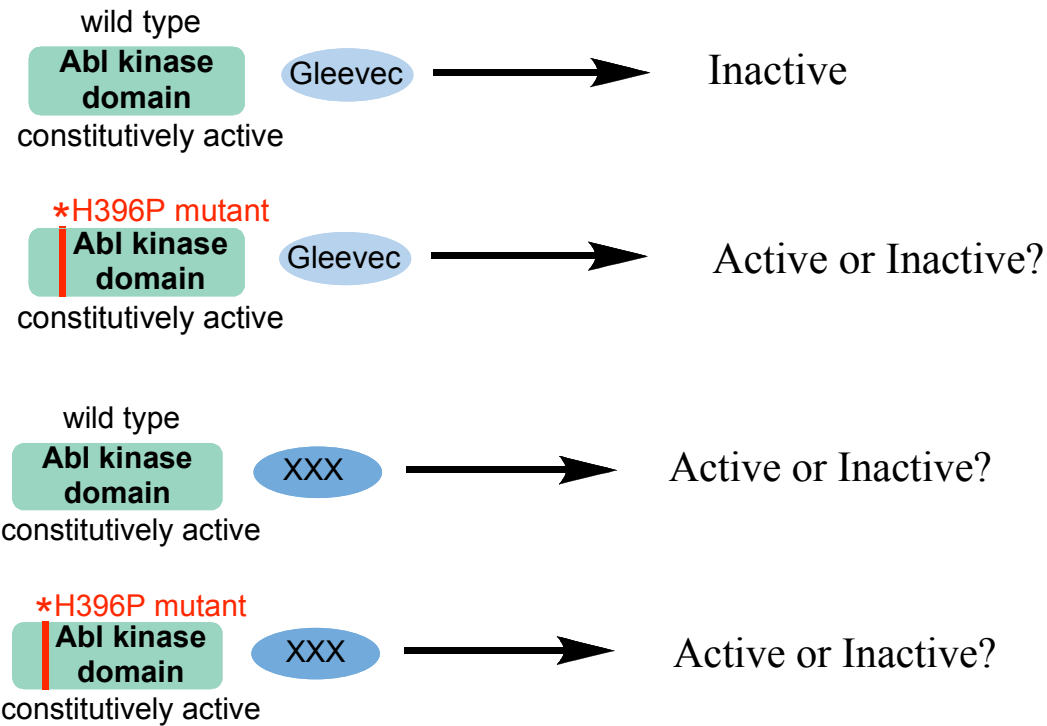 wild type
Abl kinase
domain
constitutively active
Gleevec
Inactive
*H396P mutant
Abl kinase
domain
constitutively active
Gleevec
Active or Inactive?
wild type
Abl kinase
domain
constitutively active
XXX
Active or Inactive?
*H396P mutant
Abl kinase
domain
constitutively active
XXX
Active or Inactive?